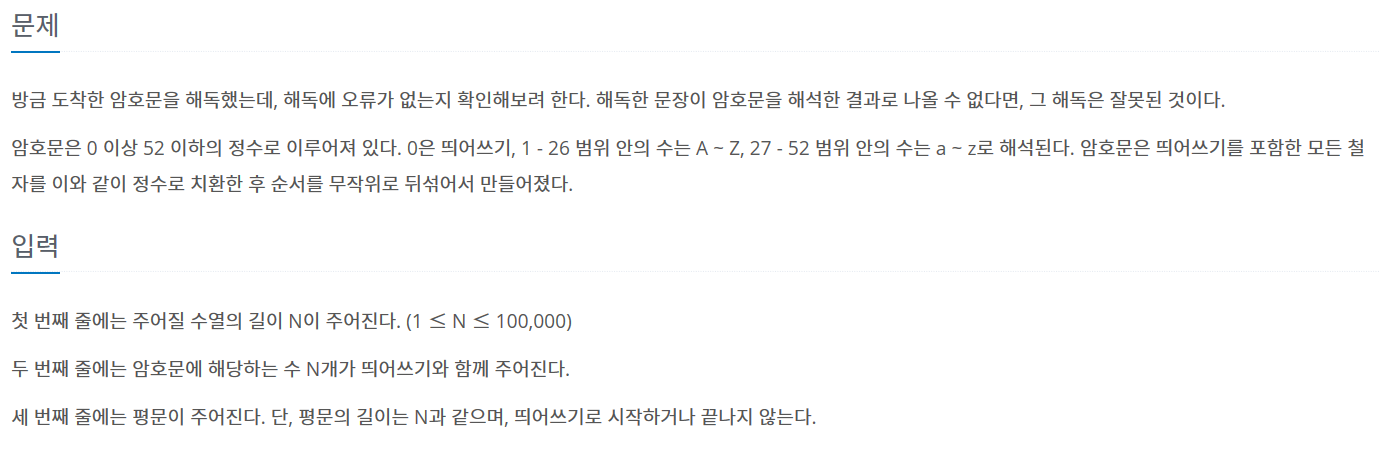 문제
방금 도착한 암호문을 해독했는데, 해독에 오류가 없는지 확인해보려 한다. 해독한 문장이 암호문을 해석한 결과로 나올 수 없다면, 그 해독은 잘못된 것이다.
암호문은 0 이상 52 이하의 정수로 이루어져 있다. 0은 띄어쓰기, 1 - 26 범위 안의 수는 A ~ Z, 27 - 52 범위 안의 수는 a ~ z로 해석된다. 암호문은 띄어쓰기를 포함한 모든 철
자를 이와 같이 정수로 치환한 후 순서를 무작위로 뒤섞어서 만들어졌다.
입력
첫 번째 줄에는 주어질 수열의 길이 N이 주어진다. (1 ≤ N ≤ 100,000)
두 번째 줄에는 암호문에 해당하는 수 N개가 띄어쓰기와 함께 주어진다.
세 번째 줄에는 평문이 주어진다. 단, 평문의 길이는 N과 같으며, 띄어쓰기로 시작하거나 끝나지 않는다.